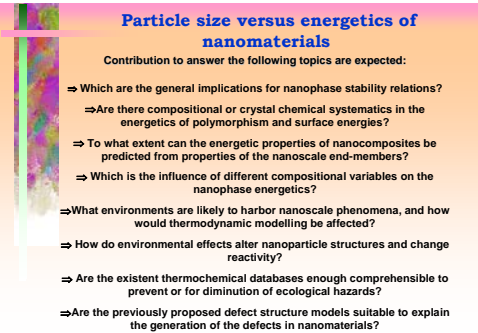 Particle size versus energetics of
nanomaterials
Contribution to answer the following topics are expected:
⇒ Which are the general implications for nanophase stability relations?
⇒Are there compositional or crystal chemical systematics in the
energetics of polymorphism and surface energies?
⇒ To what extent can the energetic properties of nanocomposites be
predicted from properties of the nanoscale end-members?
⇒ Which is the influence of different compositional variables on the
nanophase energetics?
⇒What environments are likely to harbor nanoscale phenomena, and how
would thermodynamic modelling be affected?
⇒ How do environmental effects alter nanoparticle structures and change
reactivity?
⇒ Are the existent thermochemical databases enough comprehensible to
prevent or for diminution of ecological hazards?
⇒Are the previously proposed defect structure models suitable to explain
the generation of the defects in nanomaterials?